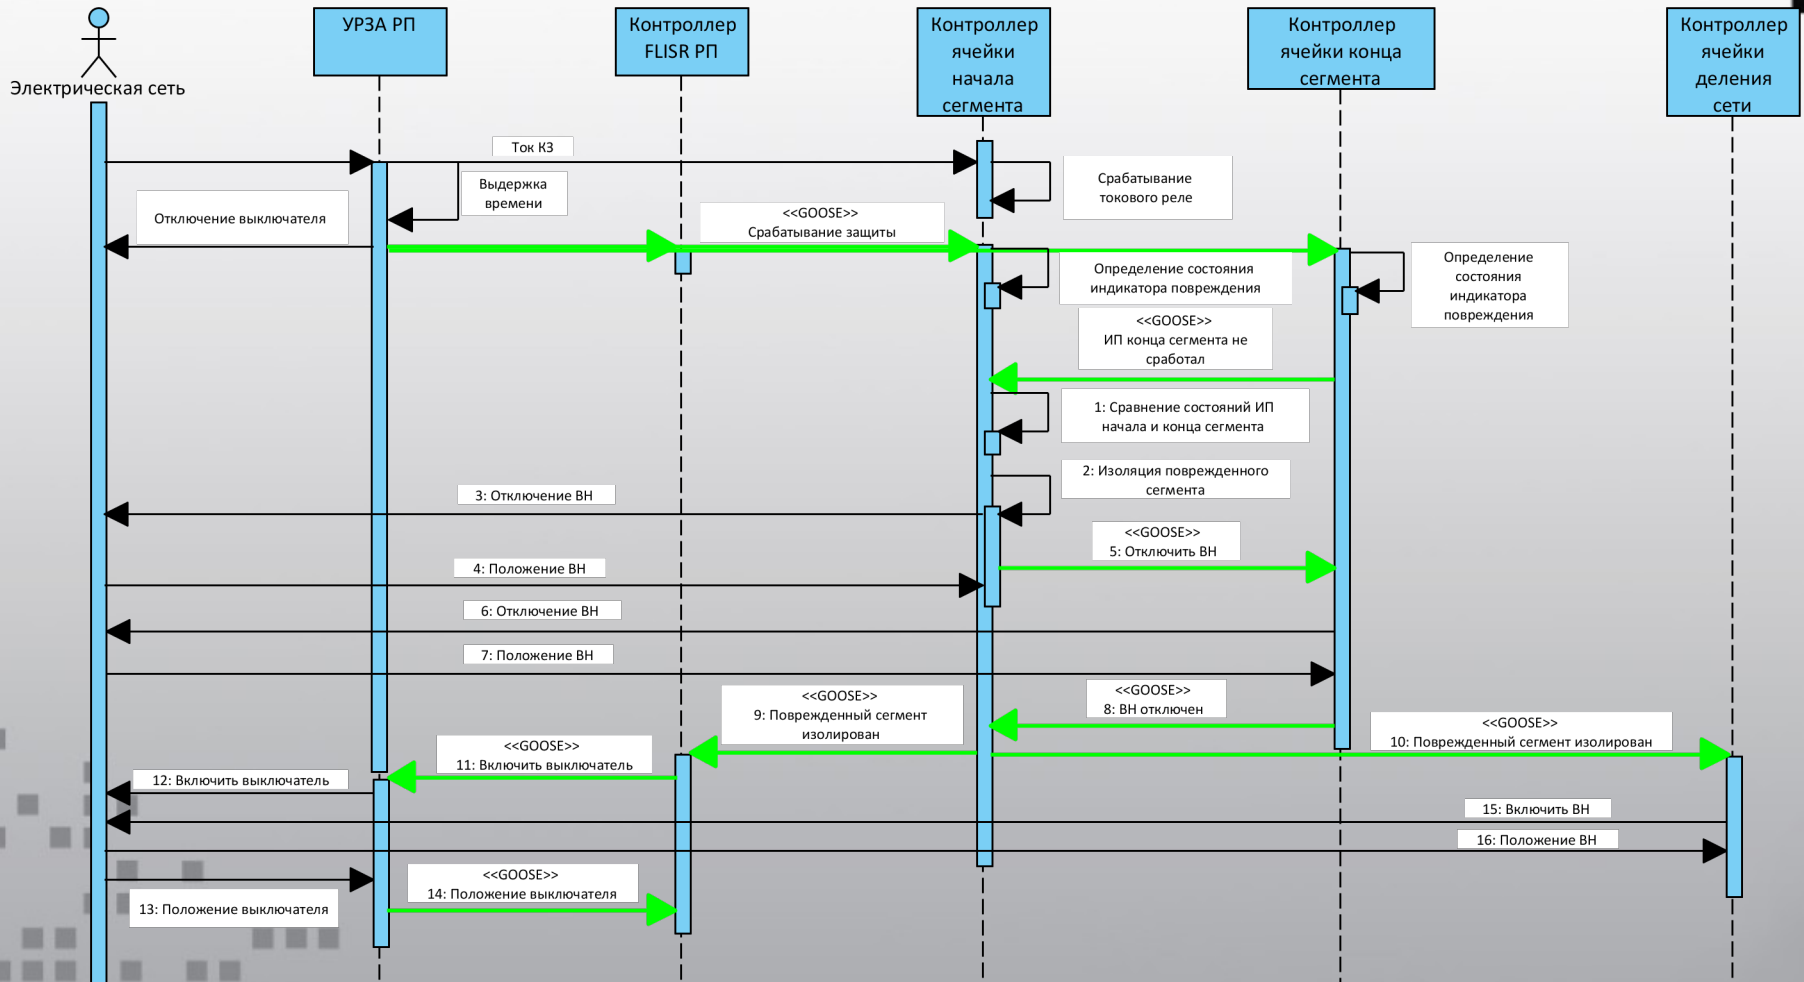 Электрическая сеть
УРЗА РП
Контроллер
FLISR РП
Контроллер
ячейки
начала
сегмента
Контроллер
ячейки конца
сегмента
Контроллер
ячейки
деления
сети
Ток КЗ
Выдержка
времени
Срабатывание
токового реле
Отключение выключателя
<<GOOSE>>
Срабатывание защиты
Определение состояния
индикатора повреждения
Определение
состояния
индикатора
повреждения
<<GOOSE>>
ИП конца сегмента не
сработал
1: Сравнение состояний ИП
начала и конца сегмента
2: Изоляция поврежденного
сегмента
3: Отключение ВН
<<GOOSE>>
5: Отключить ВН
4: Положение ВН
6: Отключение ВН
7: Положение ВН
<<GOOSE>>
8: ВН отключен
<<GOOSE>>
9: Поврежденный сегмент
изолирован
<<GOOSE>>
10: Поврежденный сегмент изолирован
<<GOOSE>>
11: Включить выключатель
12: Включить выключатель
15: Включить ВН
16: Положение ВН
<<GOOSE>>
14: Положение выключателя
13: Положение выключателя